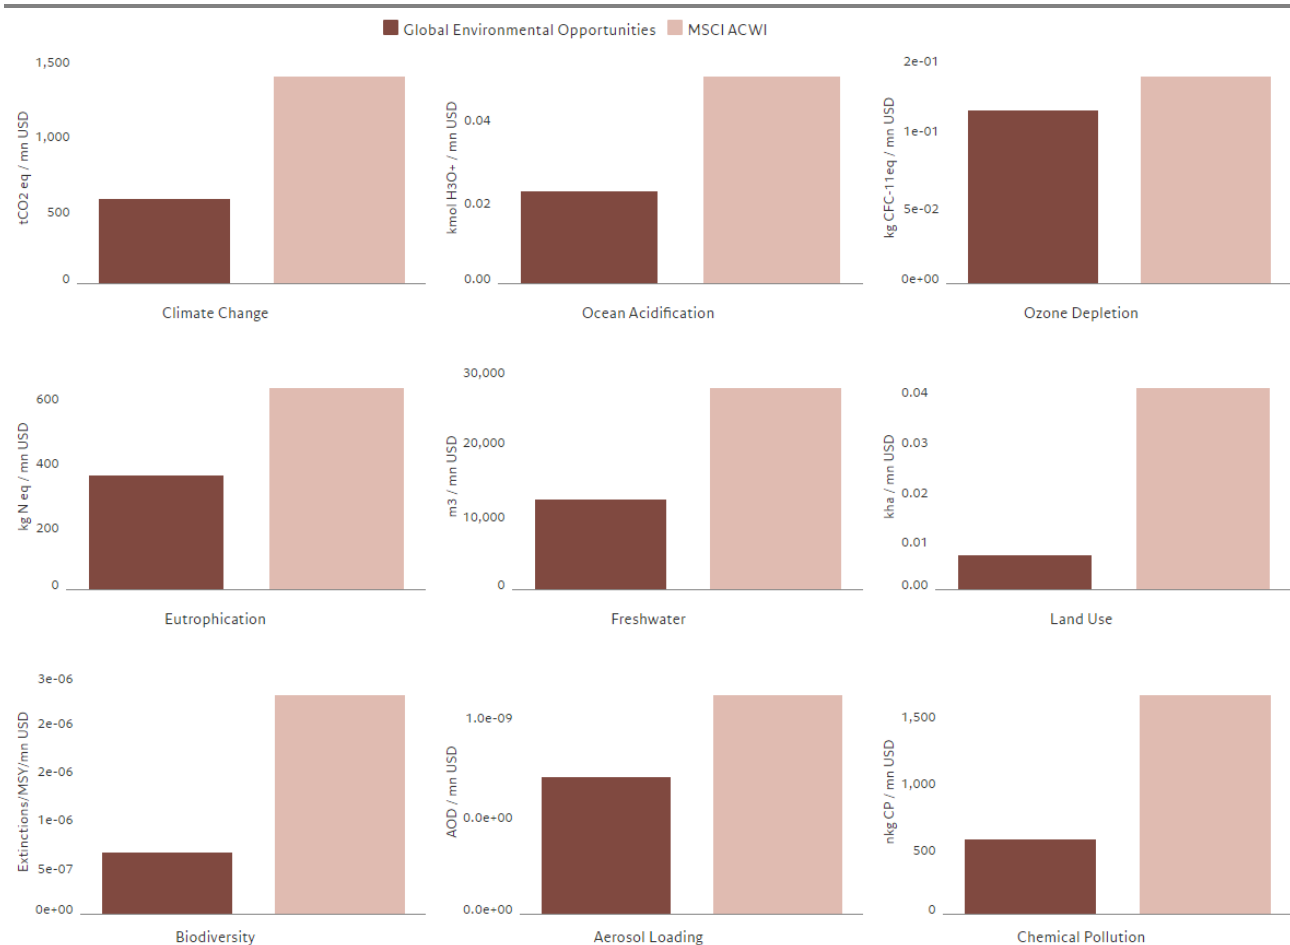 Global Environmental Opportunities MSCI ACWI
tCO2 eq / mn USD
1,500
1,000
500
0
Climate Change
kmol H3O+ / mn USD
0.04
0.02
0.00
Ocean Acidification
kg CFC-11eq / mn USD
2e-01
1e-01
5e-02
0e+00
Ozone Depletion
kg N eq / mn USD
600
400
200
0
Eutrophication
m3 / mn USD
30,000
20,000
10,000
0
Freshwater
kha / mn USD
0.04
0.03
0.02
0.01
0.00
Land Use
Extinctions/MSY/mn USD
3e-06
2e-06
2e-06
1e-06
5e-07
0e+00
Biodiversity
AOD / mn USD
1.0e-09
0.0e+00
0.0e+00
Aerosol Loading
nkg CP / mn USD
1,500
1,000
500
0
Chemical Pollution